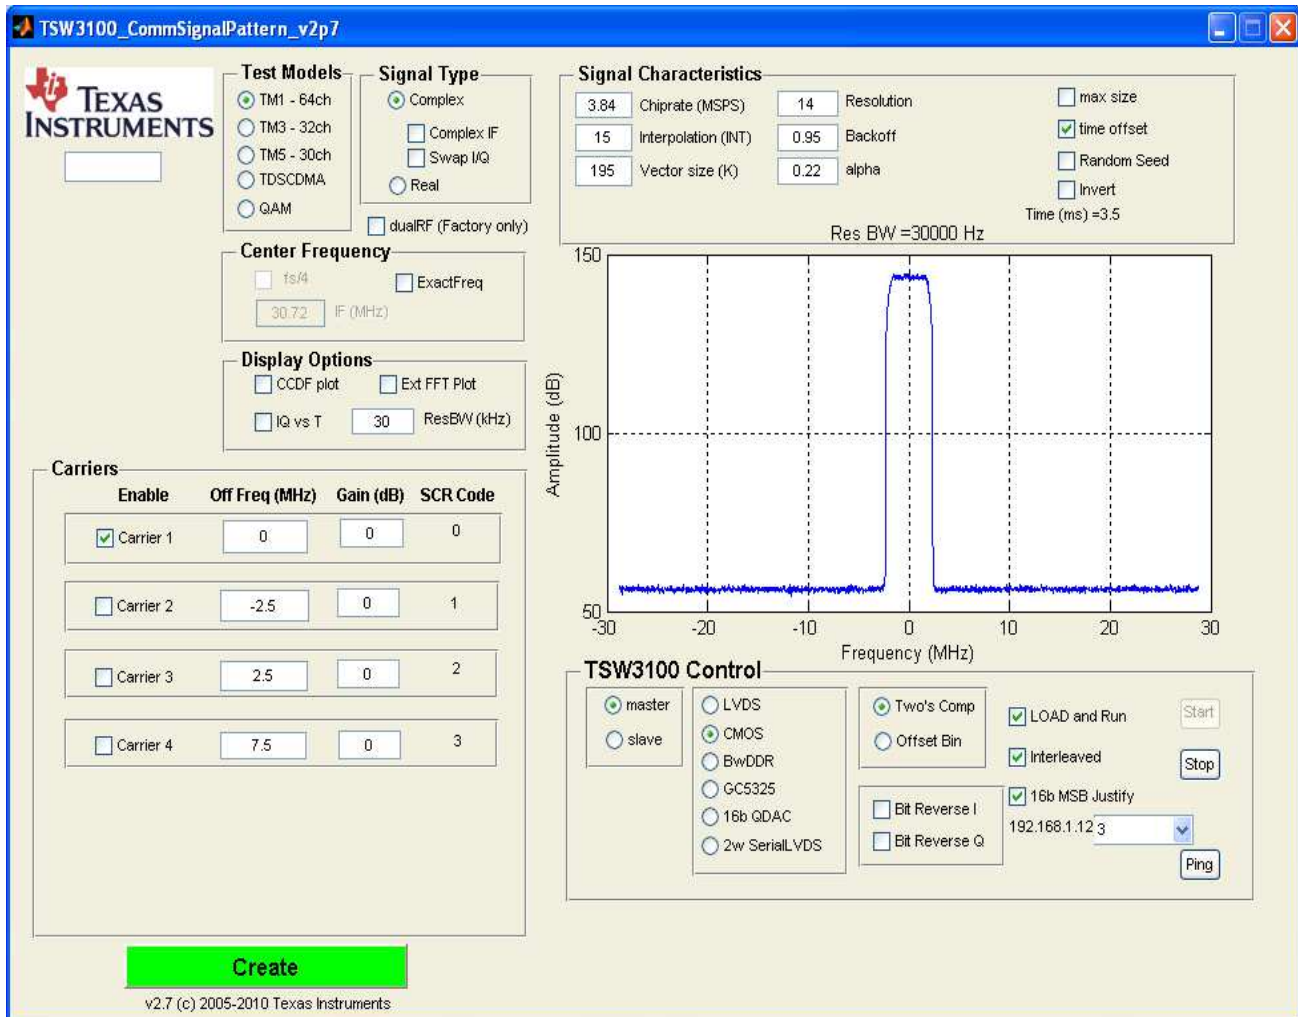 TSW3100_CommSignalPattern_v2p7
TEXAS
INSTRUMENTS
Test Models
TM1 - 64ch
TM3 - 32ch
TM5 - 30ch
TDSCDMA
QAM
Signal Type
Complex
Complex IF
Swap I/Q
Real
dualRF (Factory only)
Center Frequency
fs/4
ExactFreq
30.72 IF (MHz)
Display Options
CCDF plot
Ext FFT Plot
IQ vs T
30 ResBW (kHz)
Carriers
Enable Off Freq (MHz) Gain (dB) SCR Code
Carrier 1 0 0 0
Carrier 2 -2.5 0 1
Carrier 3 2.5 0 2
Carrier 4 7.5 0 3
Create
v2.7 (c) 2005-2010 Texas Instruments
Signal Characteristics
3.84 Chiprate (MSPS) 14 Resolution max size
15 Interpolation (INT) 0.95 Backoff time offset
195 Vector size (K) 0.22 alpha Random Seed
Invert
Time (ms) =3.5
Res BW =30000 Hz
150
100
50
Amplitude (dB)
-30 -20 -10 0 10 20 30
Frequency (MHz)
TSW3100 Control
master
slave
LVDS
CMOS
BwDDR
GC5325
16b QDAC
2w SerialLVDS
Two's Comp
Offset Bin
Bit Reverse I
Bit Reverse Q
LOAD and Run
Interleaved
16b MSB Justify
192.168.1.12 3
Start
Stop
Ping